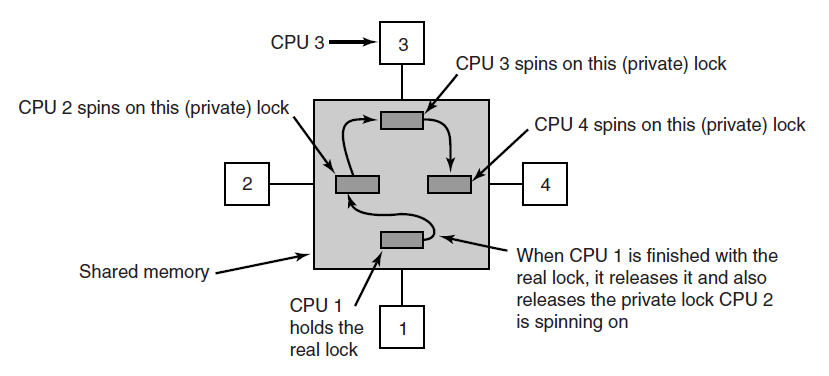 CPU 3
3
CPU 3 spins on this (private) lock
CPU 2 spins on this (private) lock
CPU 4 spins on this (private) lock
2
4
Shared memory
When CPU 1 is finished with the
real lock, it releases it and also
releases the private lock CPU 2
is spinning on
CPU 1
holds the
real lock
1